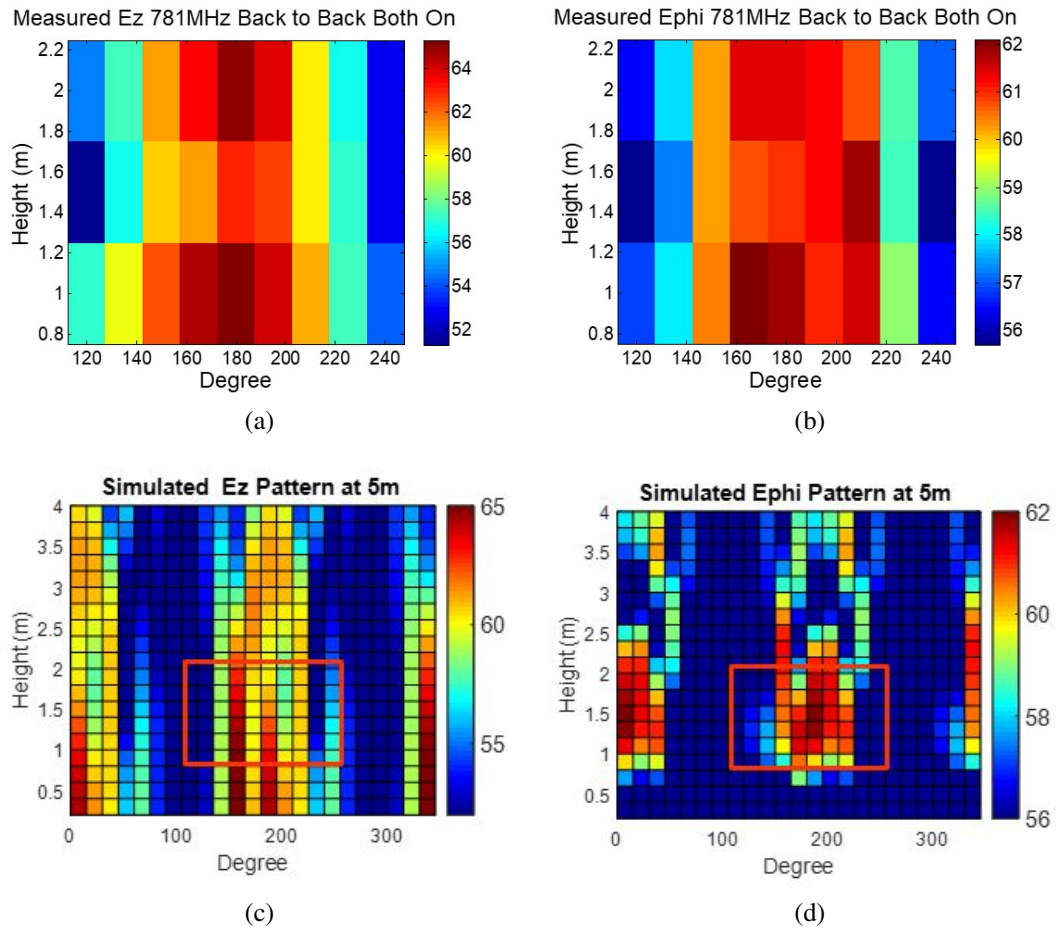 Measured Ez 781MHz Back to Back Both On
2.2
2
1.8
1.6
1.4
1.2
1
0.8
Height (m)
120 140 160 180 200 220 240
Degree
64
62
60
58
56
54
52
(a)
Measured Ephi 781MHz Back to Back Both On
2.2
2
1.8
1.6
1.4
1.2
1
0.8
Height (m)
120 140 160 180 200 220 240
Degree
62
61
60
59
58
57
56
(b)
Simulated Ez Pattern at 5m
4
3.5
3
2.5
2
1.5
1
0.5
Height (m)
0 100 200 300
Degree
65
60
55
(c)
Simulated Ephi Pattern at 5m
4
3.5
3
2.5
2
1.5
1
0.5
Height (m)
0 100 200 300
Degree
62
60
58
56
(d)